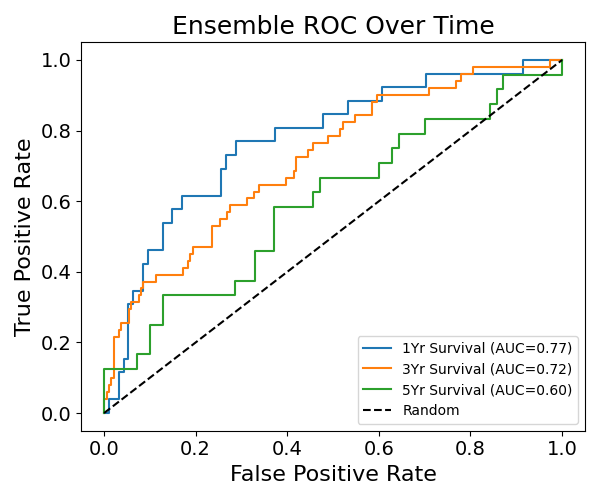 Ensemble ROC Over Time
True Positive Rate
1.0
0.8
0.6
0.4
0.2
0.0
1Yr Survival (AUC=0.77)
3Yr Survival (AUC=0.72)
5Yr Survival (AUC=0.60)
Random
0.0 0.2 0.4 0.6 0.8 1.0
False Positive Rate